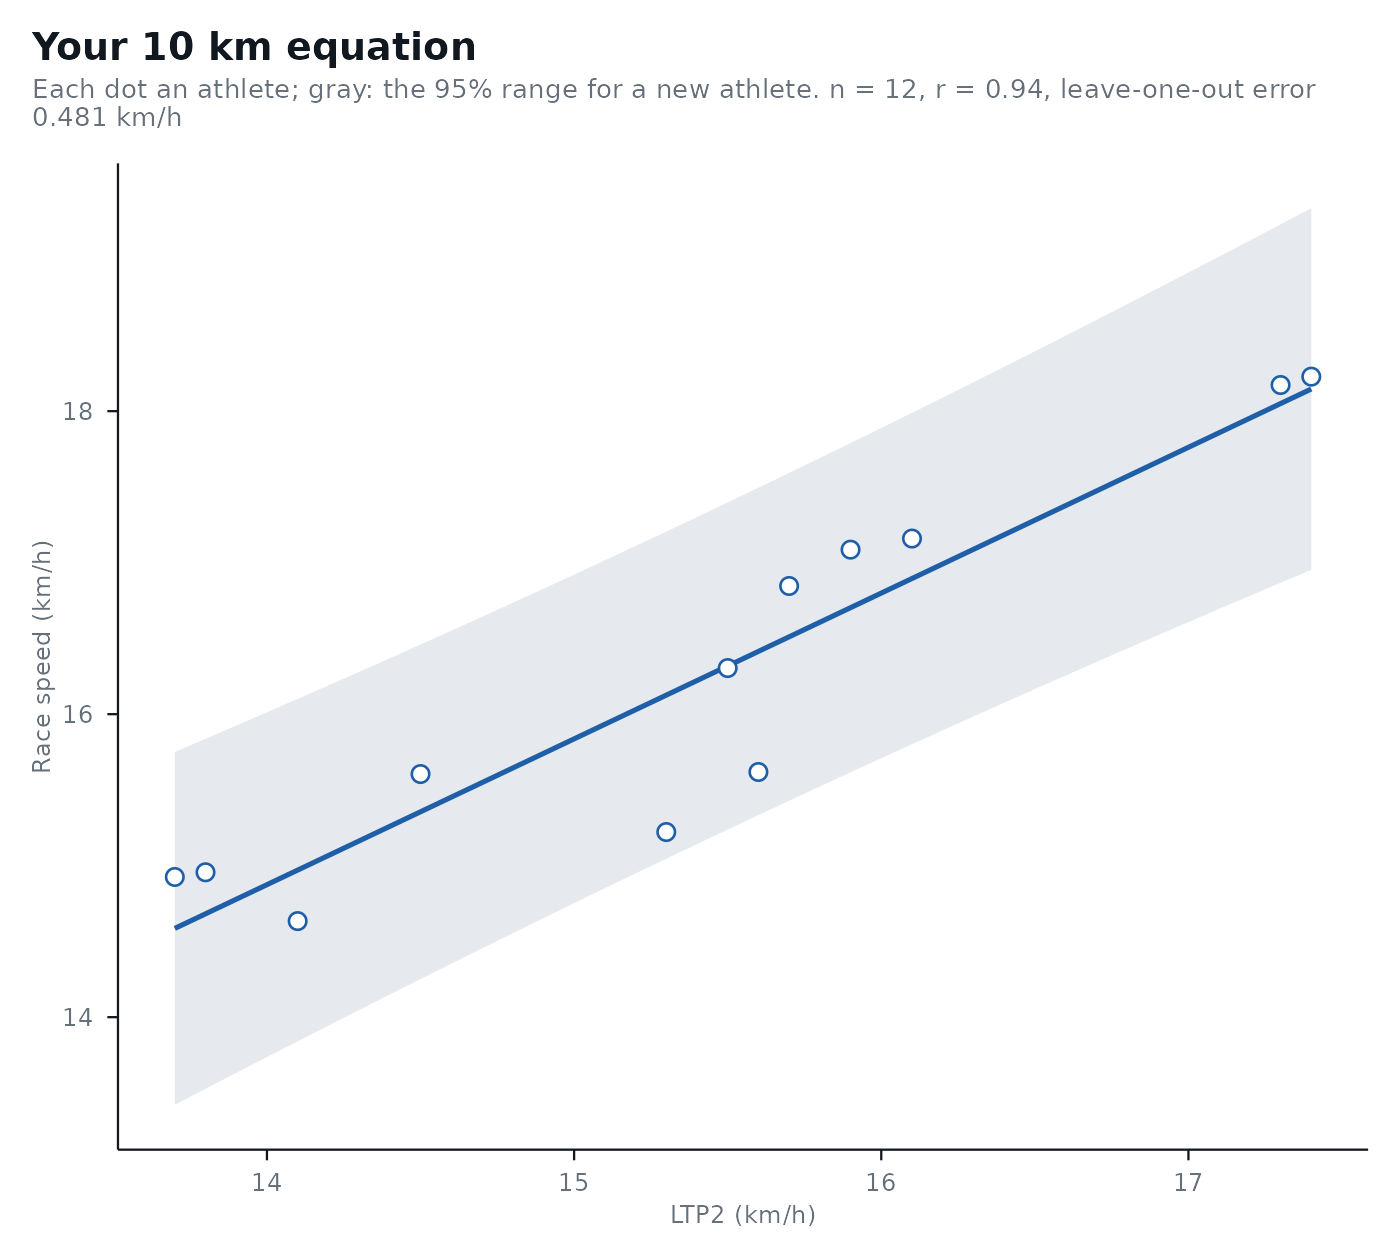 Your 10 km equation
Each dot an athlete; gray: the 95% range for a new athlete. n = 12, r = 0.94, leave-one-out error
0.481 km/h
Race speed (km/h)
18
16
14
14
15
16
17
LTP2 (km/h)